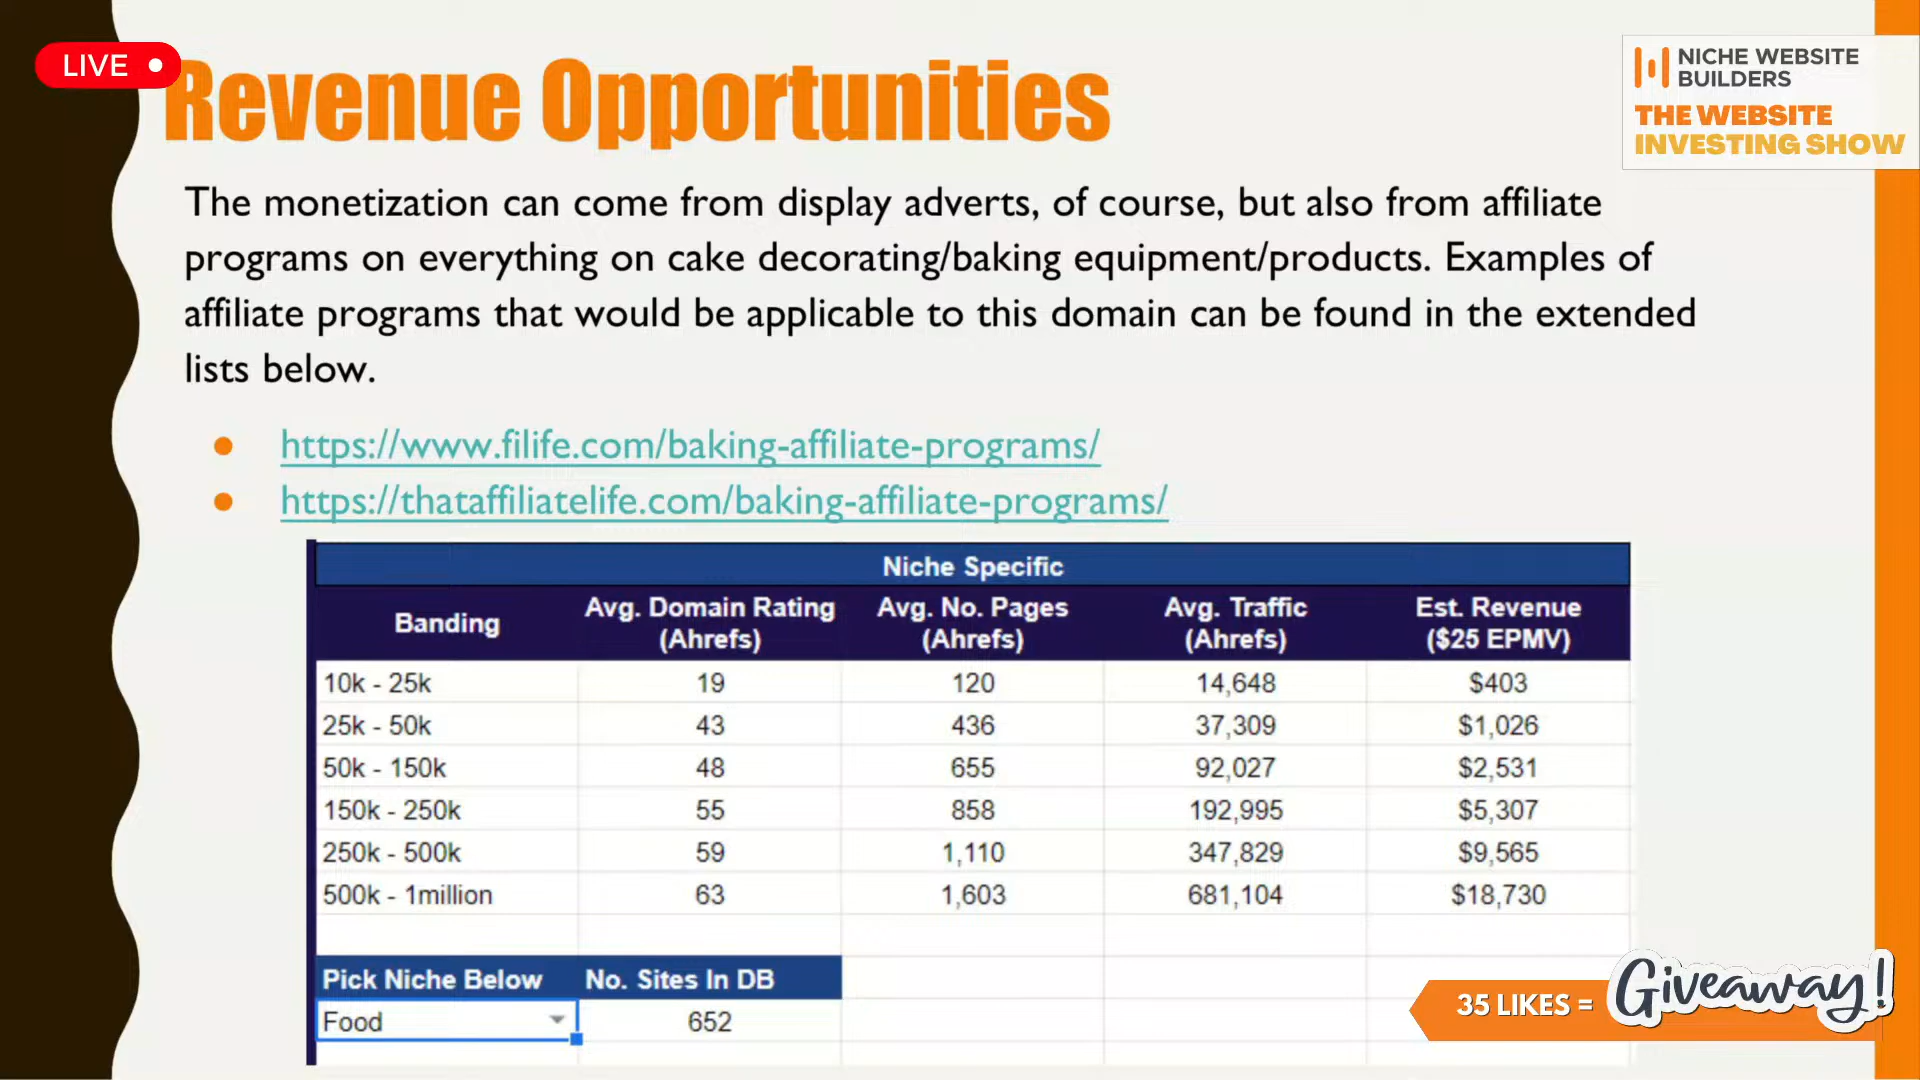 LIVE
Revenue Opportunities
NICHE WEBSITE
BUILDERS
THE WEBSITE
INVESTING SHOW
The monetization can come from display adverts, of course, but also from affiliate
programs on everything on cake decorating/baking equipment/products. Examples of
affiliate programs that would be applicable to this domain can be found in the extended
lists below.
https://www.filife.com/baking-affiliate-programs/
https://thataffiliatelife.com/baking-affiliate-programs/
Niche Specific
Banding Avg. Domain Rating (Ahrefs) Avg. No. Pages (Ahrefs) Avg. Traffic (Ahrefs) Est. Revenue ($25 EPMV)
10k - 25k 19 120 14,648 $403
25k - 50k 43 436 37,309 $1,026
50k - 150k 48 655 92,027 $2,531
150k - 250k 55 858 192,995 $5,307
250k - 500k 59 1,110 347,829 $9,565
500k - 1million 63 1,603 681,104 $18,730
Pick Niche Below No. Sites In DB
Food 652
35 LIKES = Giveaway!